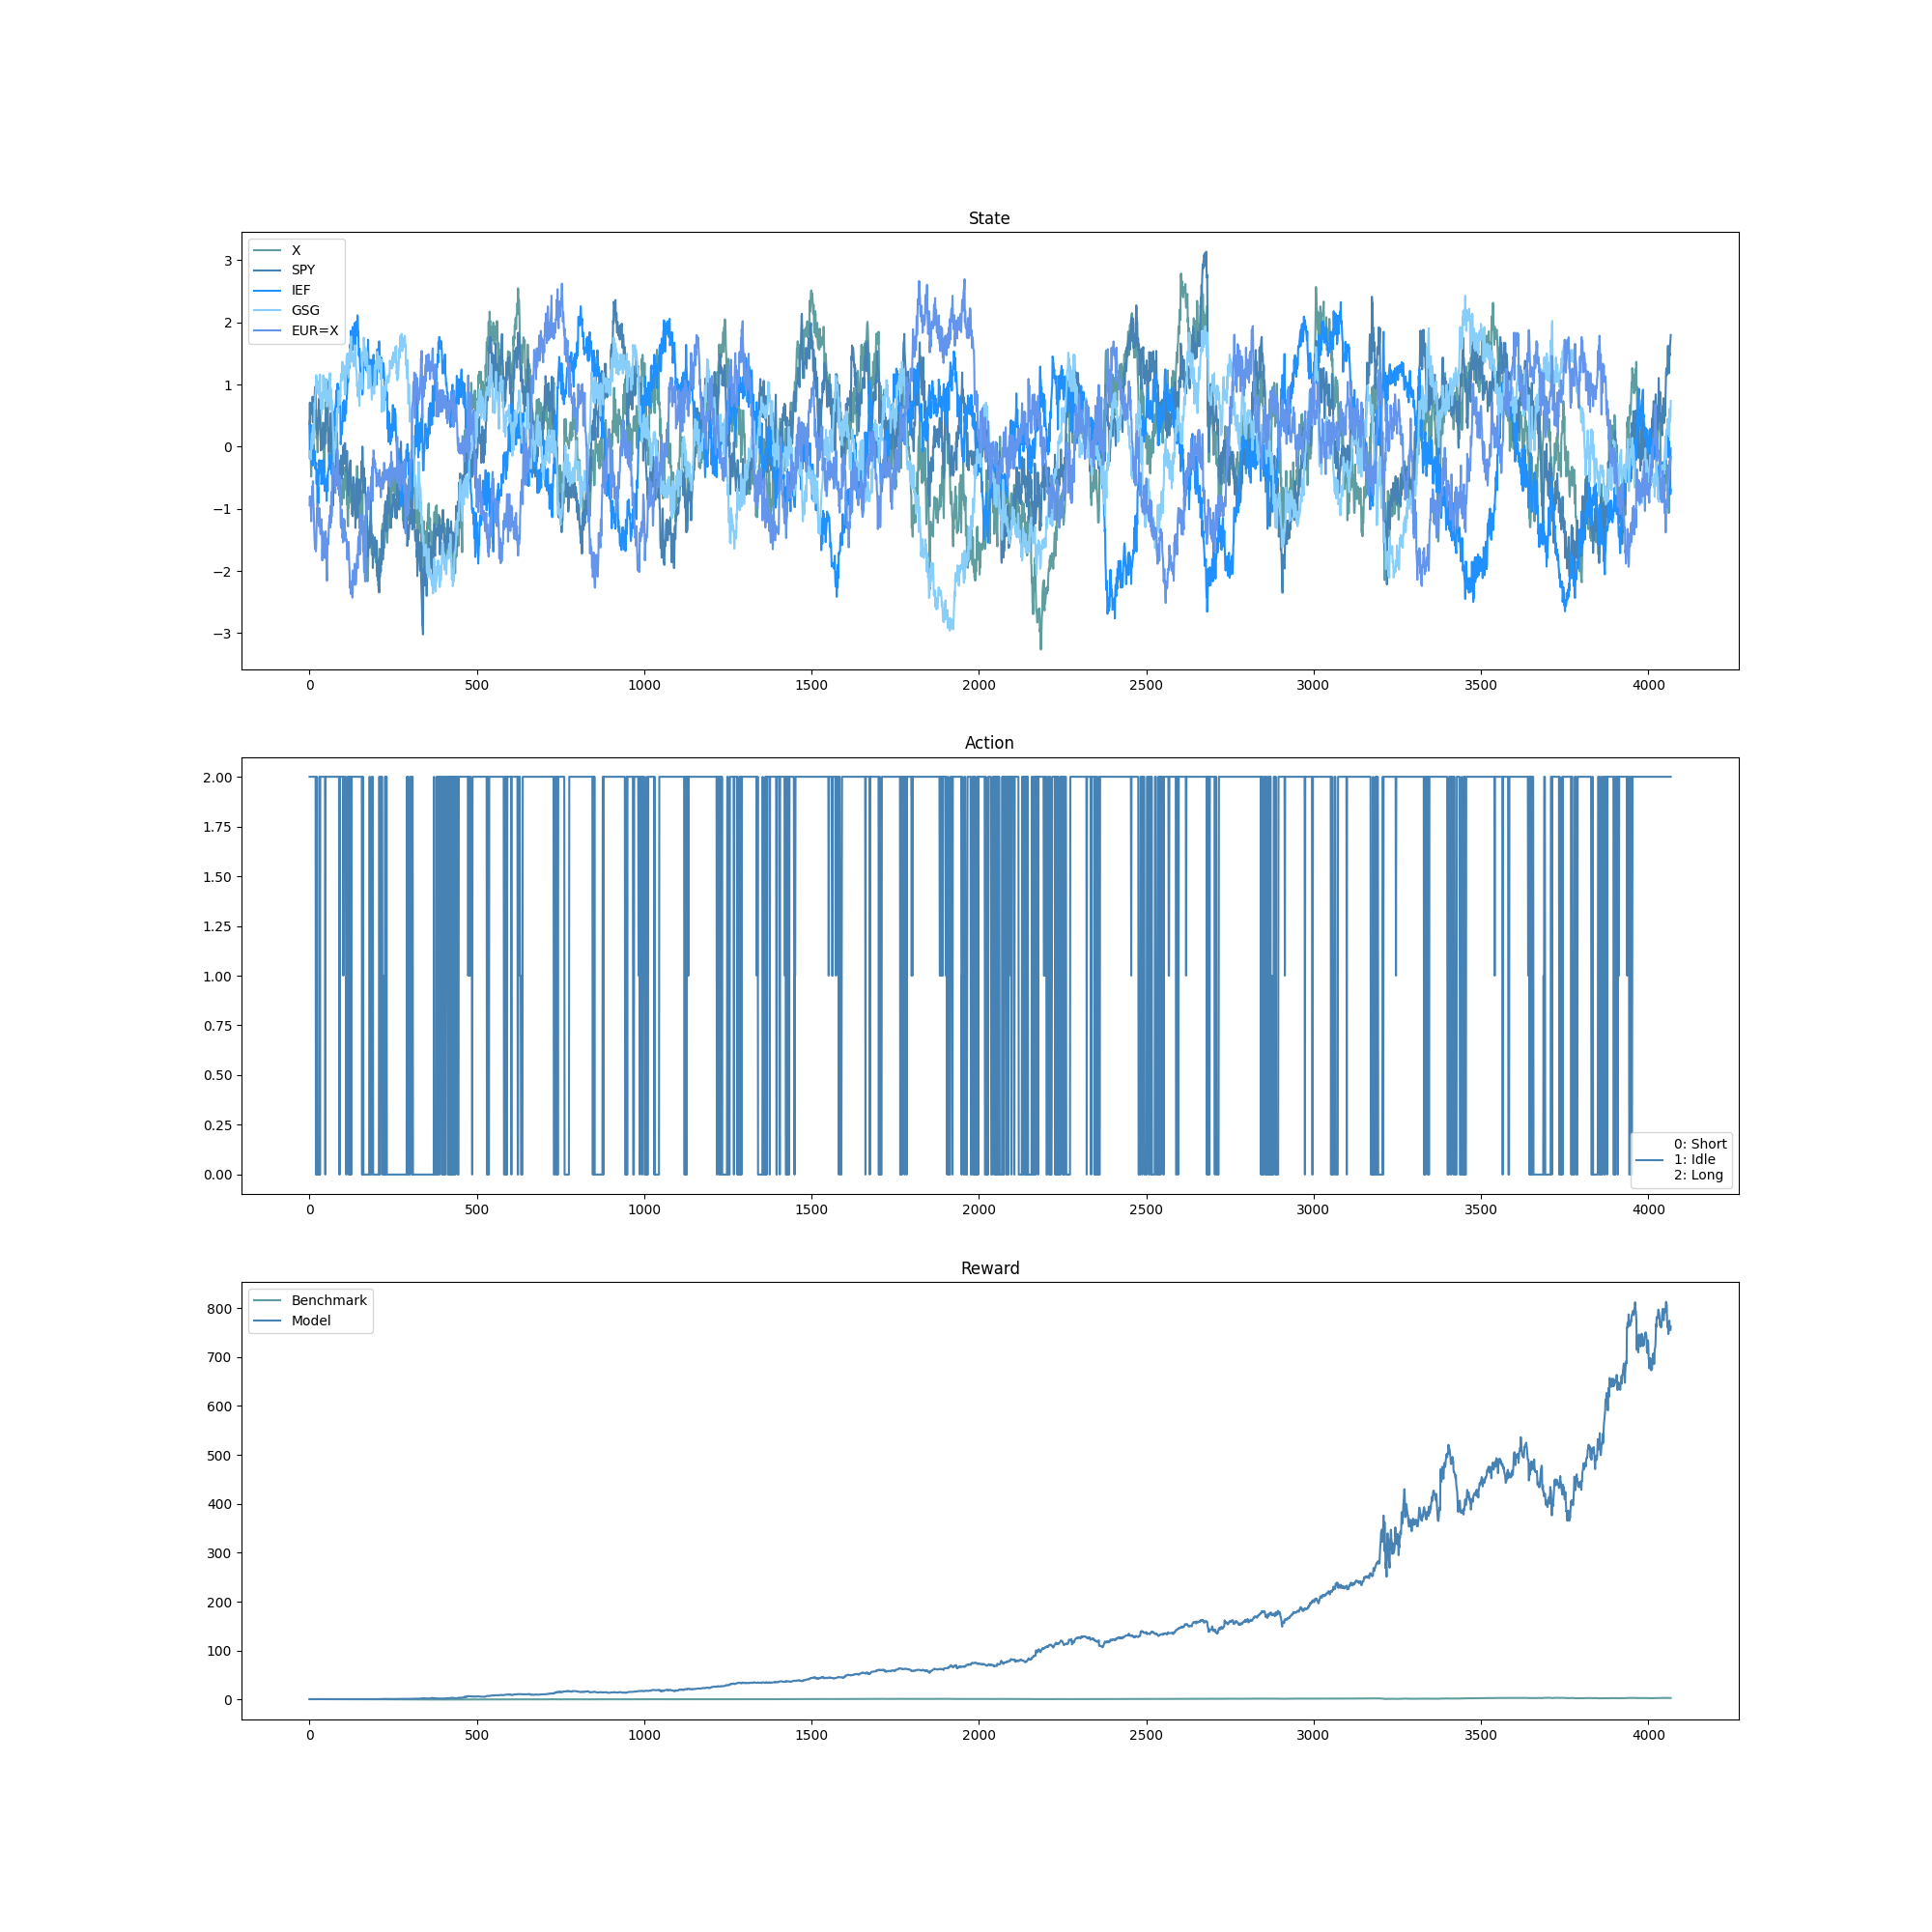 State
X
SPY
IEF
GSG
EUR=X
3
2
1
0
−1
−2
−3
0 500 1000 1500 2000 2500 3000 3500 4000
Action
2.00
1.75
1.50
1.25
1.00
0.75
0.50
0.25
0.00
0: Short
1: Idle
2: Long
0 500 1000 1500 2000 2500 3000 3500 4000
Reward
Benchmark
Model
800
700
600
500
400
300
200
100
0
0 500 1000 1500 2000 2500 3000 3500 4000